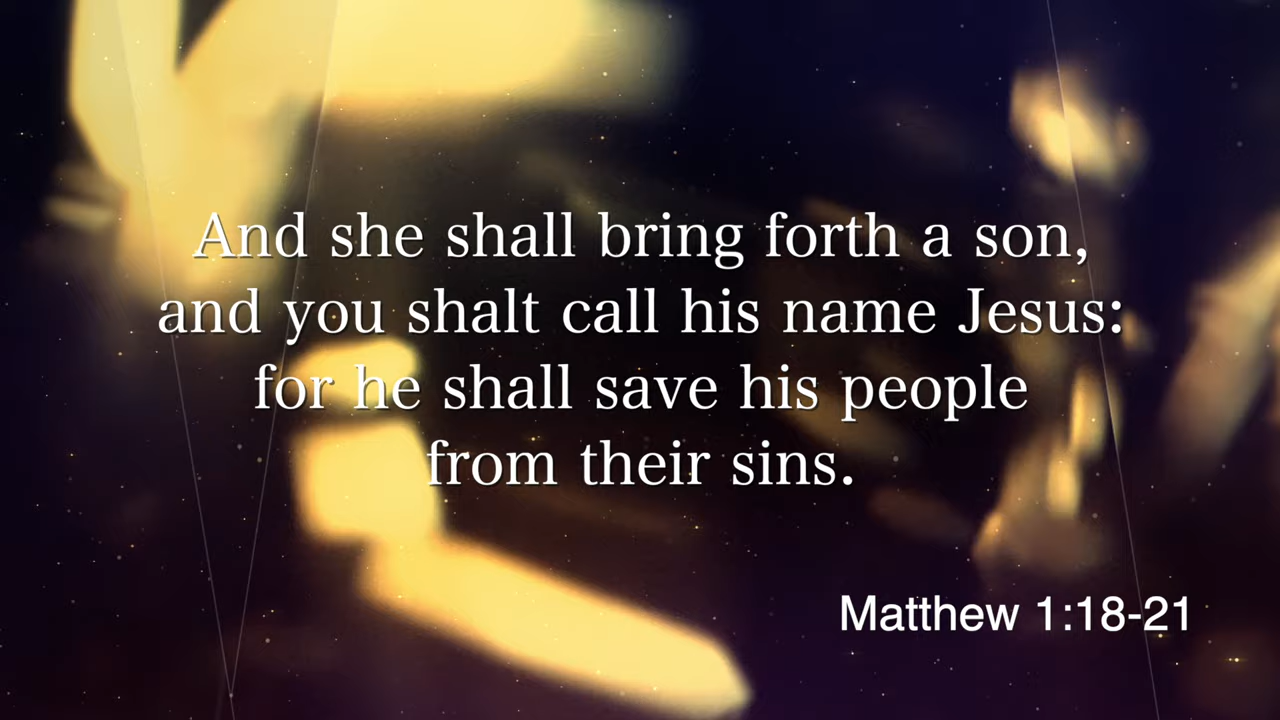 And she shall bring forth a son,
and you shalt call his name Jesus:
for he shall save his people
from their sins.
Matthew 1:18-21